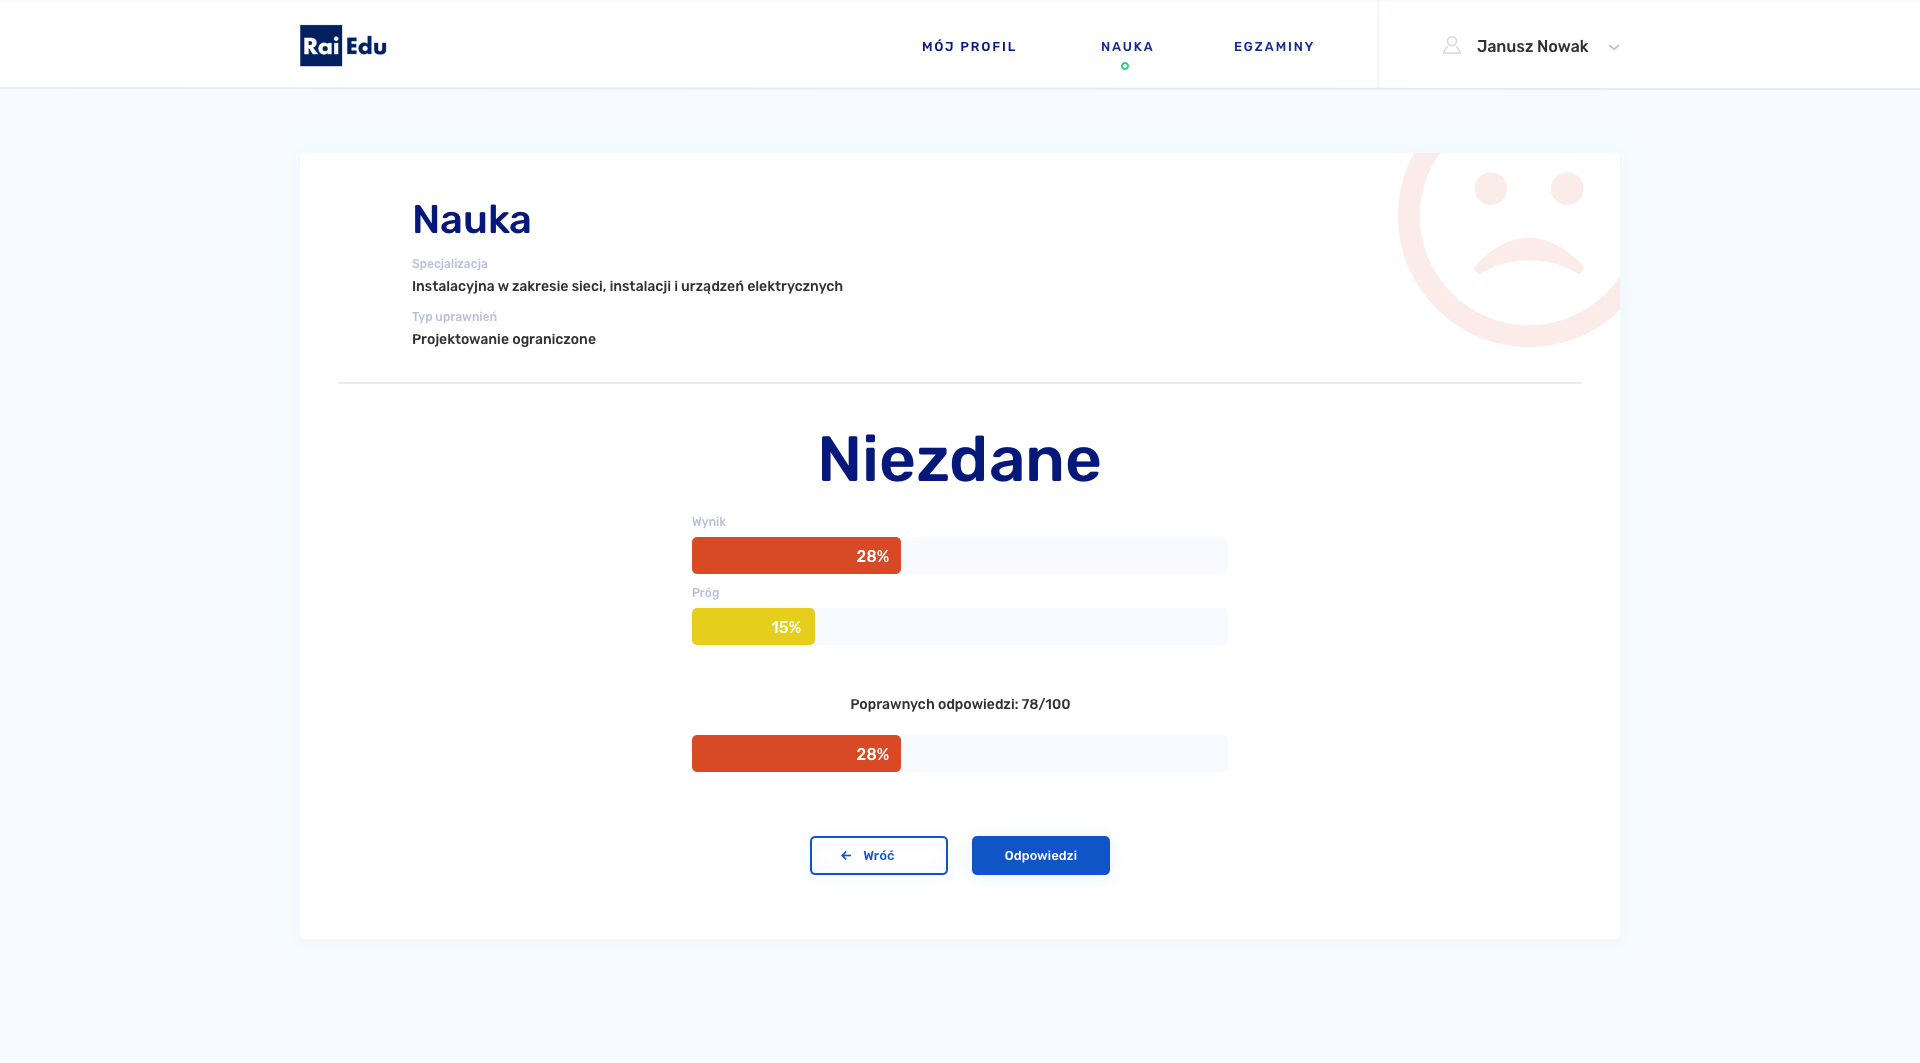 Rai Edu
MÓJ PROFIL
NAUKA
EGZAMINY
Janusz Nowak
Nauka
Specjalizacja
Instalacyjna w zakresie sieci, instalacji i urządzeń elektrycznych
Typ uprawnień
Projektowanie ograniczone
Niezdane
Wynik
28%
Próg
15%
Poprawnych odpowiedzi: 78/100
28%
Wróć
Odpowiedzi